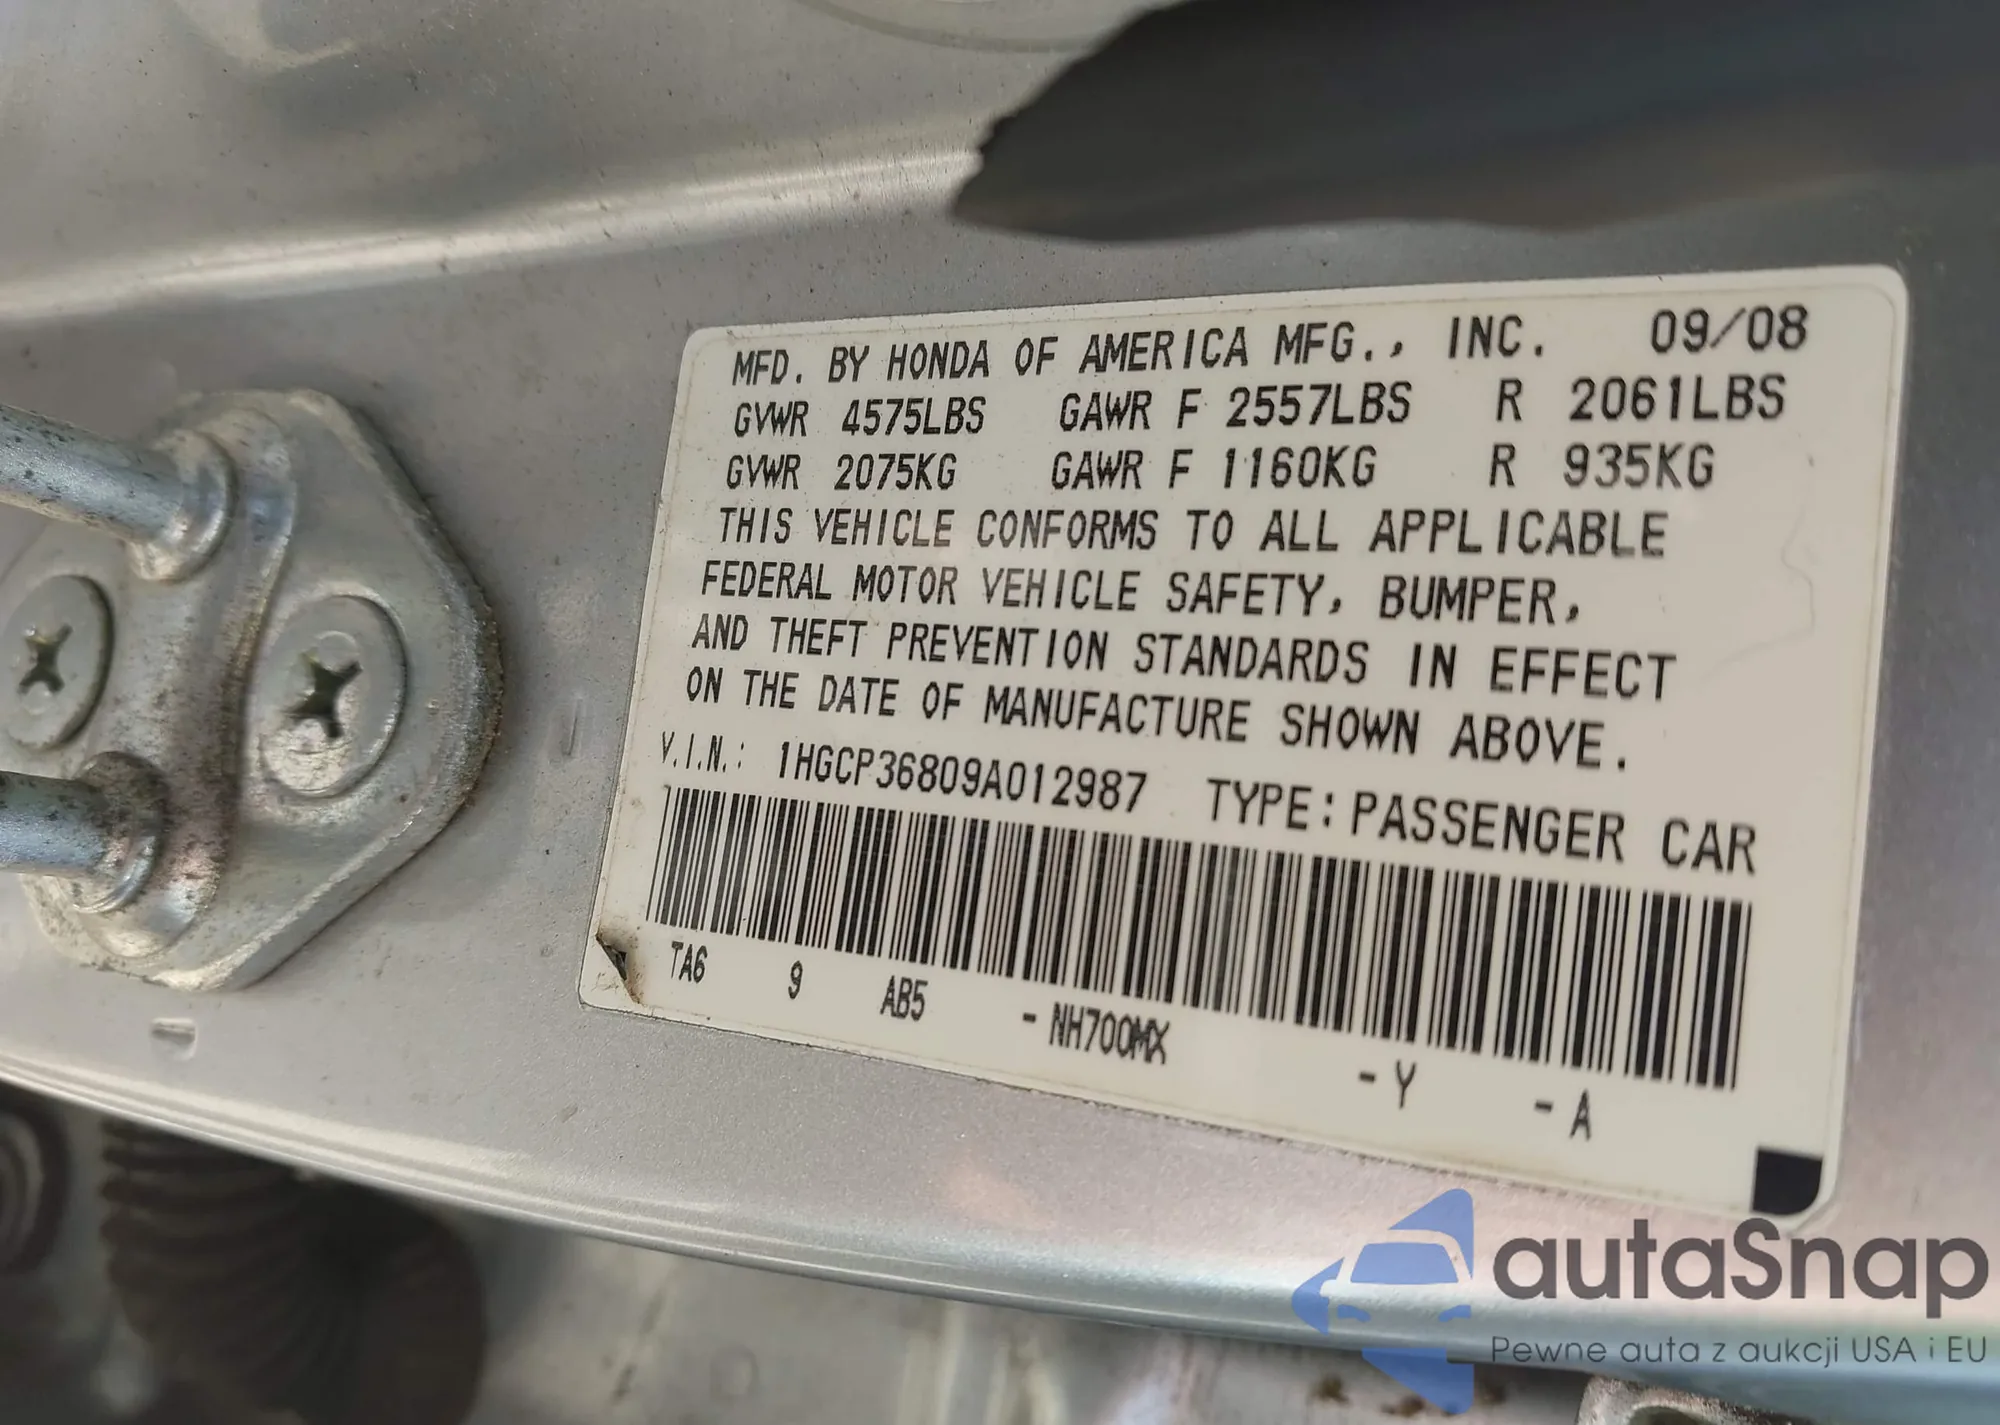 MFD. BY HONDA OF AMERICA MFG., INC. 09/08
GVWR 4575LBS GAWR F 2557LBS R 2061LBS
GVWR 2075KG GAWR F 1160KG R 935KG
THIS VEHICLE CONFORMS TO ALL APPLICABLE
FEDERAL MOTOR VEHICLE SAFETY, BUMPER,
AND THEFT PREVENTION STANDARDS IN EFFECT
ON THE DATE OF MANUFACTURE SHOWN ABOVE.
V.I.N.: 1HGCP36809A012987 TYPE: PASSENGER CAR
TA6 9 AB5 - NH700MX - Y - A
autaSnap
Pewne auta z aukcji USA i EU